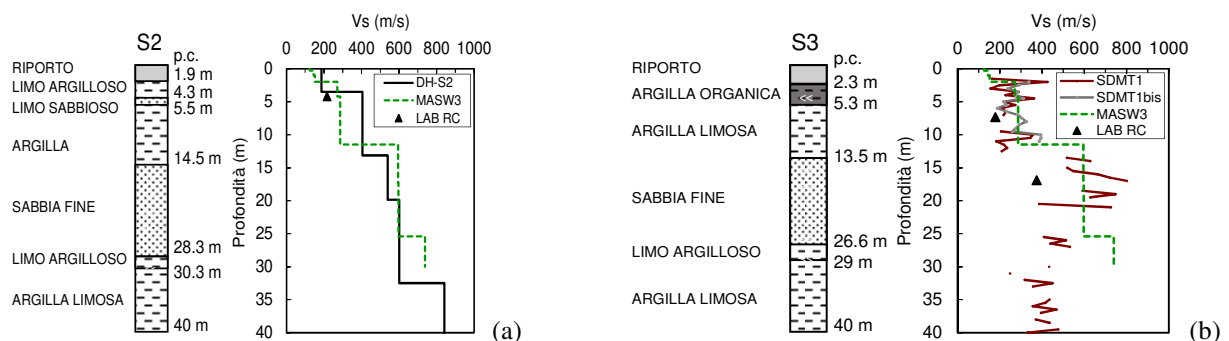 S2
p.c.
RIPORTO
1.9 m
LIMO ARGILLOSO
4.3 m
LIMO SABBIOSO
5.5 m
ARGILLA
14.5 m
SABBIA FINE
28.3 m
LIMO ARGILLOSO
30.3 m
ARGILLA LIMOSA
40 m
Vs (m/s)
0 200 400 600 800 1000
Profondità (m)
0
5
10
15
20
25
30
35
40
DH-S2
MASW3
LAB RC
(a)
S3
p.c.
RIPORTO
2.3 m
ARGILLA ORGANICA
5.3 m
ARGILLA LIMOSA
13.5 m
SABBIA FINE
26.6 m
LIMO ARGILLOSO
29 m
ARGILLA LIMOSA
40 m
Vs (m/s)
0 200 400 600 800 1000
Profondità (m)
0
5
10
15
20
25
30
35
40
SDMT1
SDMT1bis
MASW3
LAB RC
(b)